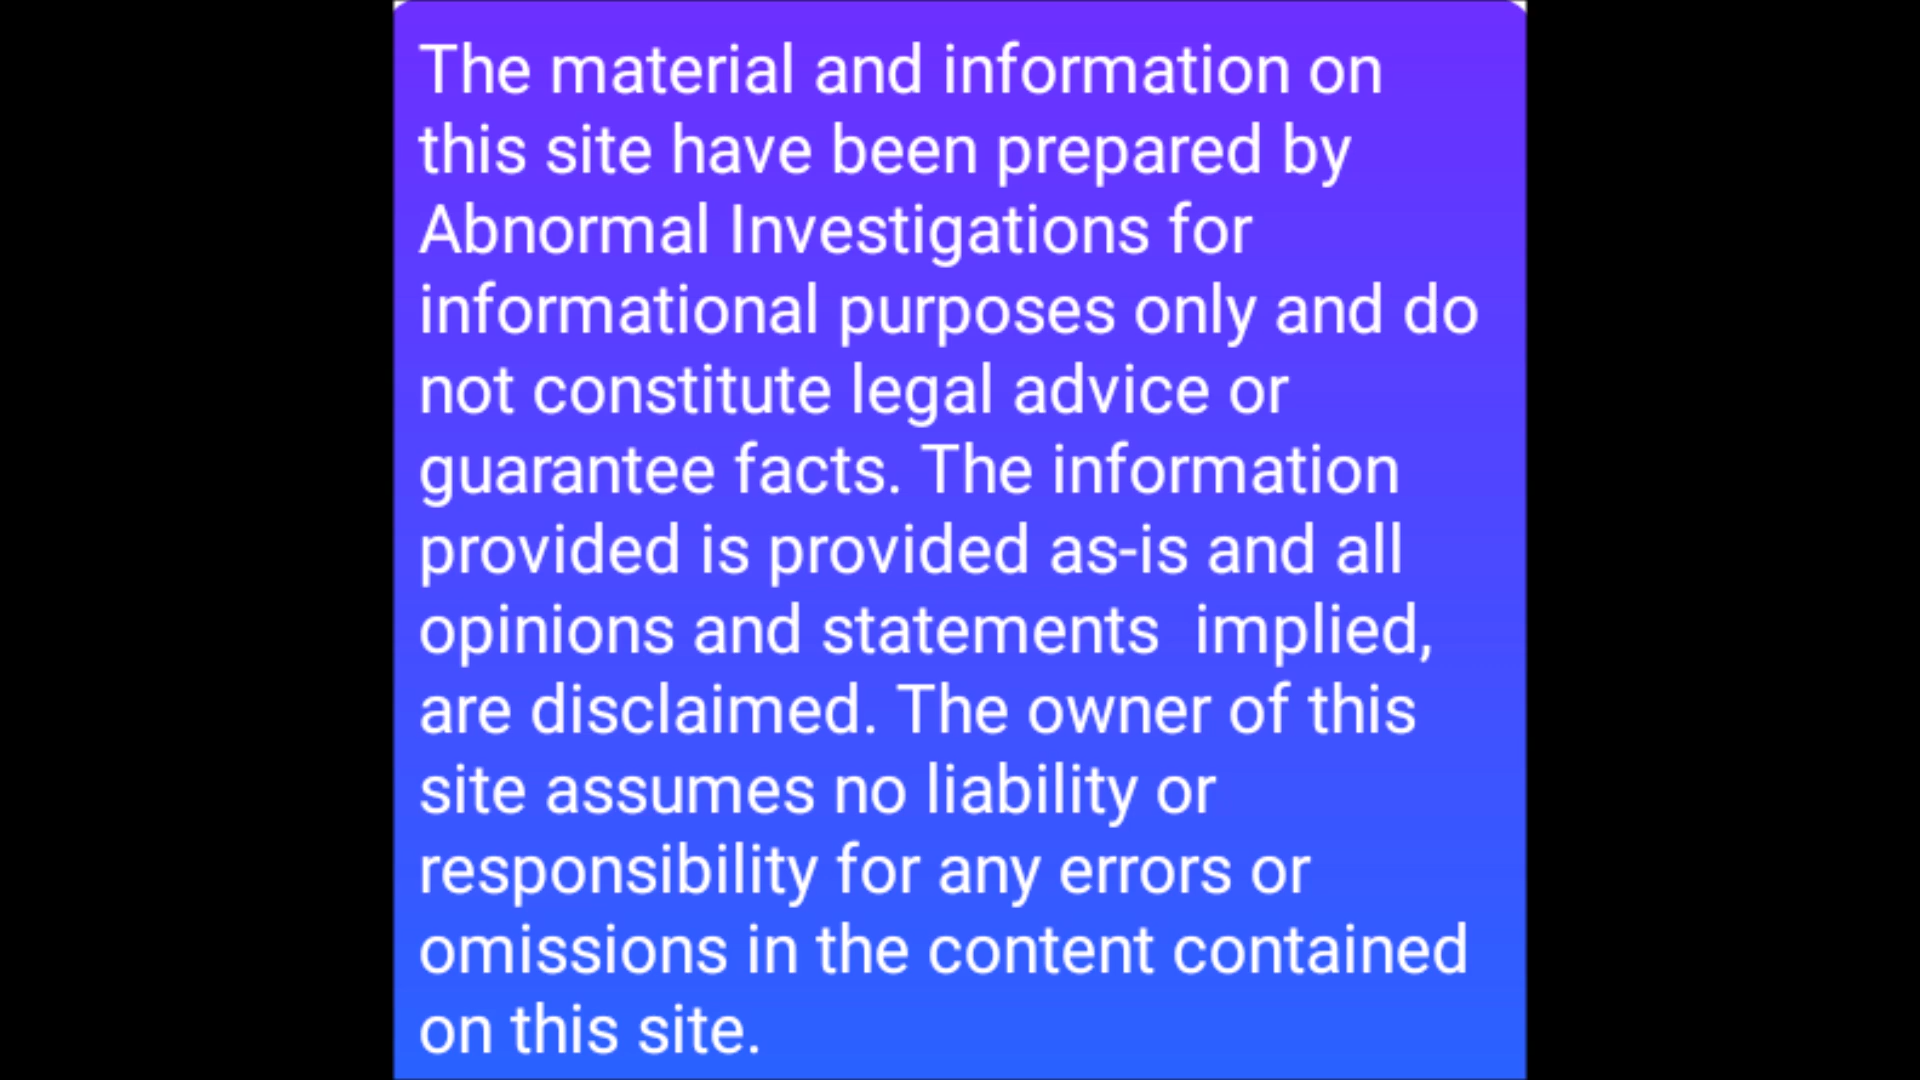 The material and information on
this site have been prepared by
Abnormal Investigations for
informational purposes only and do
not constitute legal advice or
guarantee facts. The information
provided is provided as-is and all
opinions and statements  implied,
are disclaimed. The owner of this
site assumes no liability or
responsibility for any errors or
omissions in the content contained
on this site.